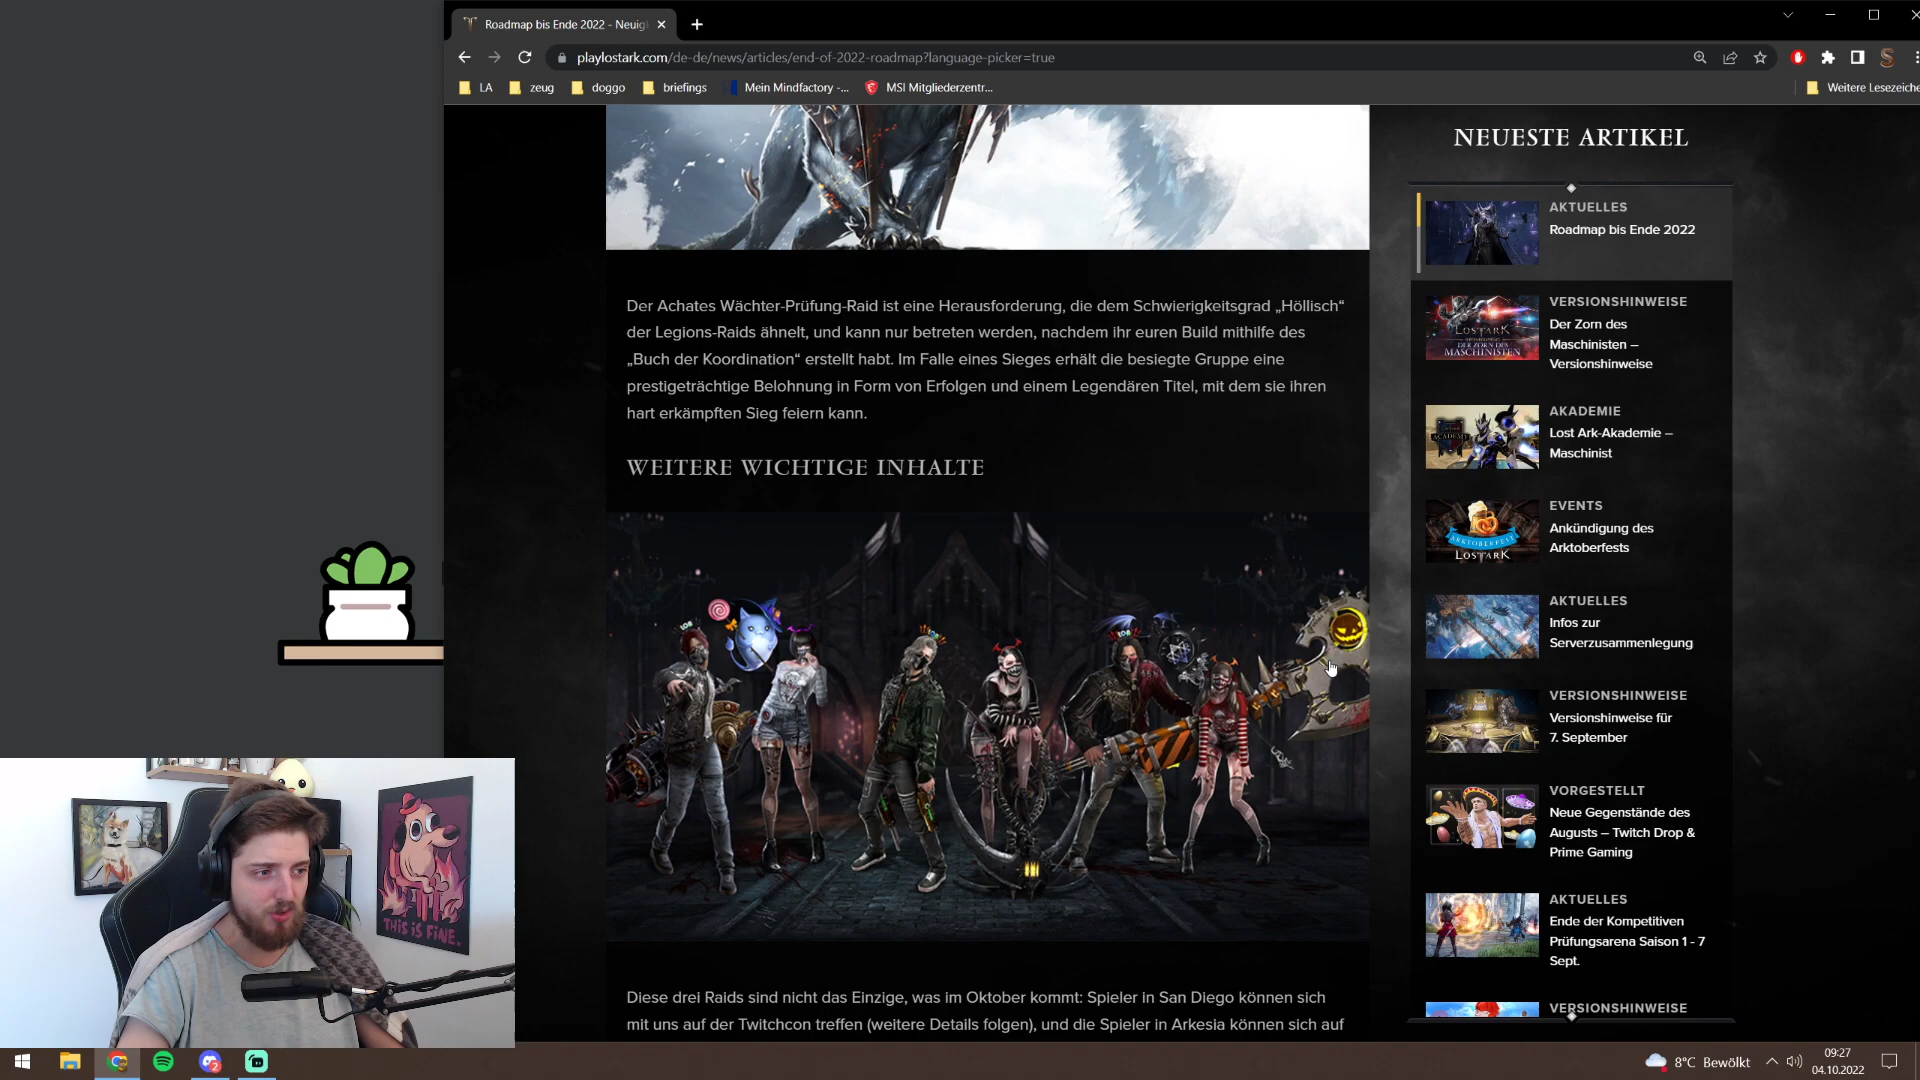 Roadmap bis Ende 2022 - Neuig
playlostark.com/de-de/news/articles/end-of-2022-roadmap?language-picker=true
LA
zeug
doggo
briefings
Mein Mindfactory -...
MSI Mitgliederzentr...
Weitere Lesezeiche
Der Achates Wächter-Prüfung-Raid ist eine Herausforderung, die dem Schwierigkeitsgrad „Höllisch“
der Legions-Raids ähnelt, und kann nur betreten werden, nachdem ihr euren Build mithilfe des
„Buch der Koordination“ erstellt habt. Im Falle eines Sieges erhält die besiegte Gruppe eine
prestigeträchtige Belohnung in Form von Erfolgen und einem Legendären Titel, mit dem sie ihren
hart erkämpften Sieg feiern kann.
WEITERE WICHTIGE INHALTE
Diese drei Raids sind nicht das Einzige, was im Oktober kommt: Spieler in San Diego können sich
mit uns auf der Twitchcon treffen (weitere Details folgen), und die Spieler in Arkesia können sich auf
NEUESTE ARTIKEL
AKTUELLES
Roadmap bis Ende 2022
VERSIONSHINWEISE
Der Zorn des
Maschinisten –
Versionshinweise
LOSTARK
DER ZORN DES
MASCHINISTEN
AKADEMIE
Lost Ark-Akademie –
Maschinist
ACADEMY
EVENTS
Ankündigung des
Arktoberfests
ARKTOBERFEST
LOSTARK
AKTUELLES
Infos zur
Serverzusammenlegung
VERSIONSHINWEISE
Versionshinweise für
7. September
VORGESTELLT
Neue Gegenstände des
Augusts – Twitch Drop &
Prime Gaming
AKTUELLES
Ende der Kompetitiven
Prüfungsarena Saison 1 - 7
Sept.
VERSIONSHINWEISE
THIS IS FINE.
2
8°C Bewölkt
09:27
04.10.2022